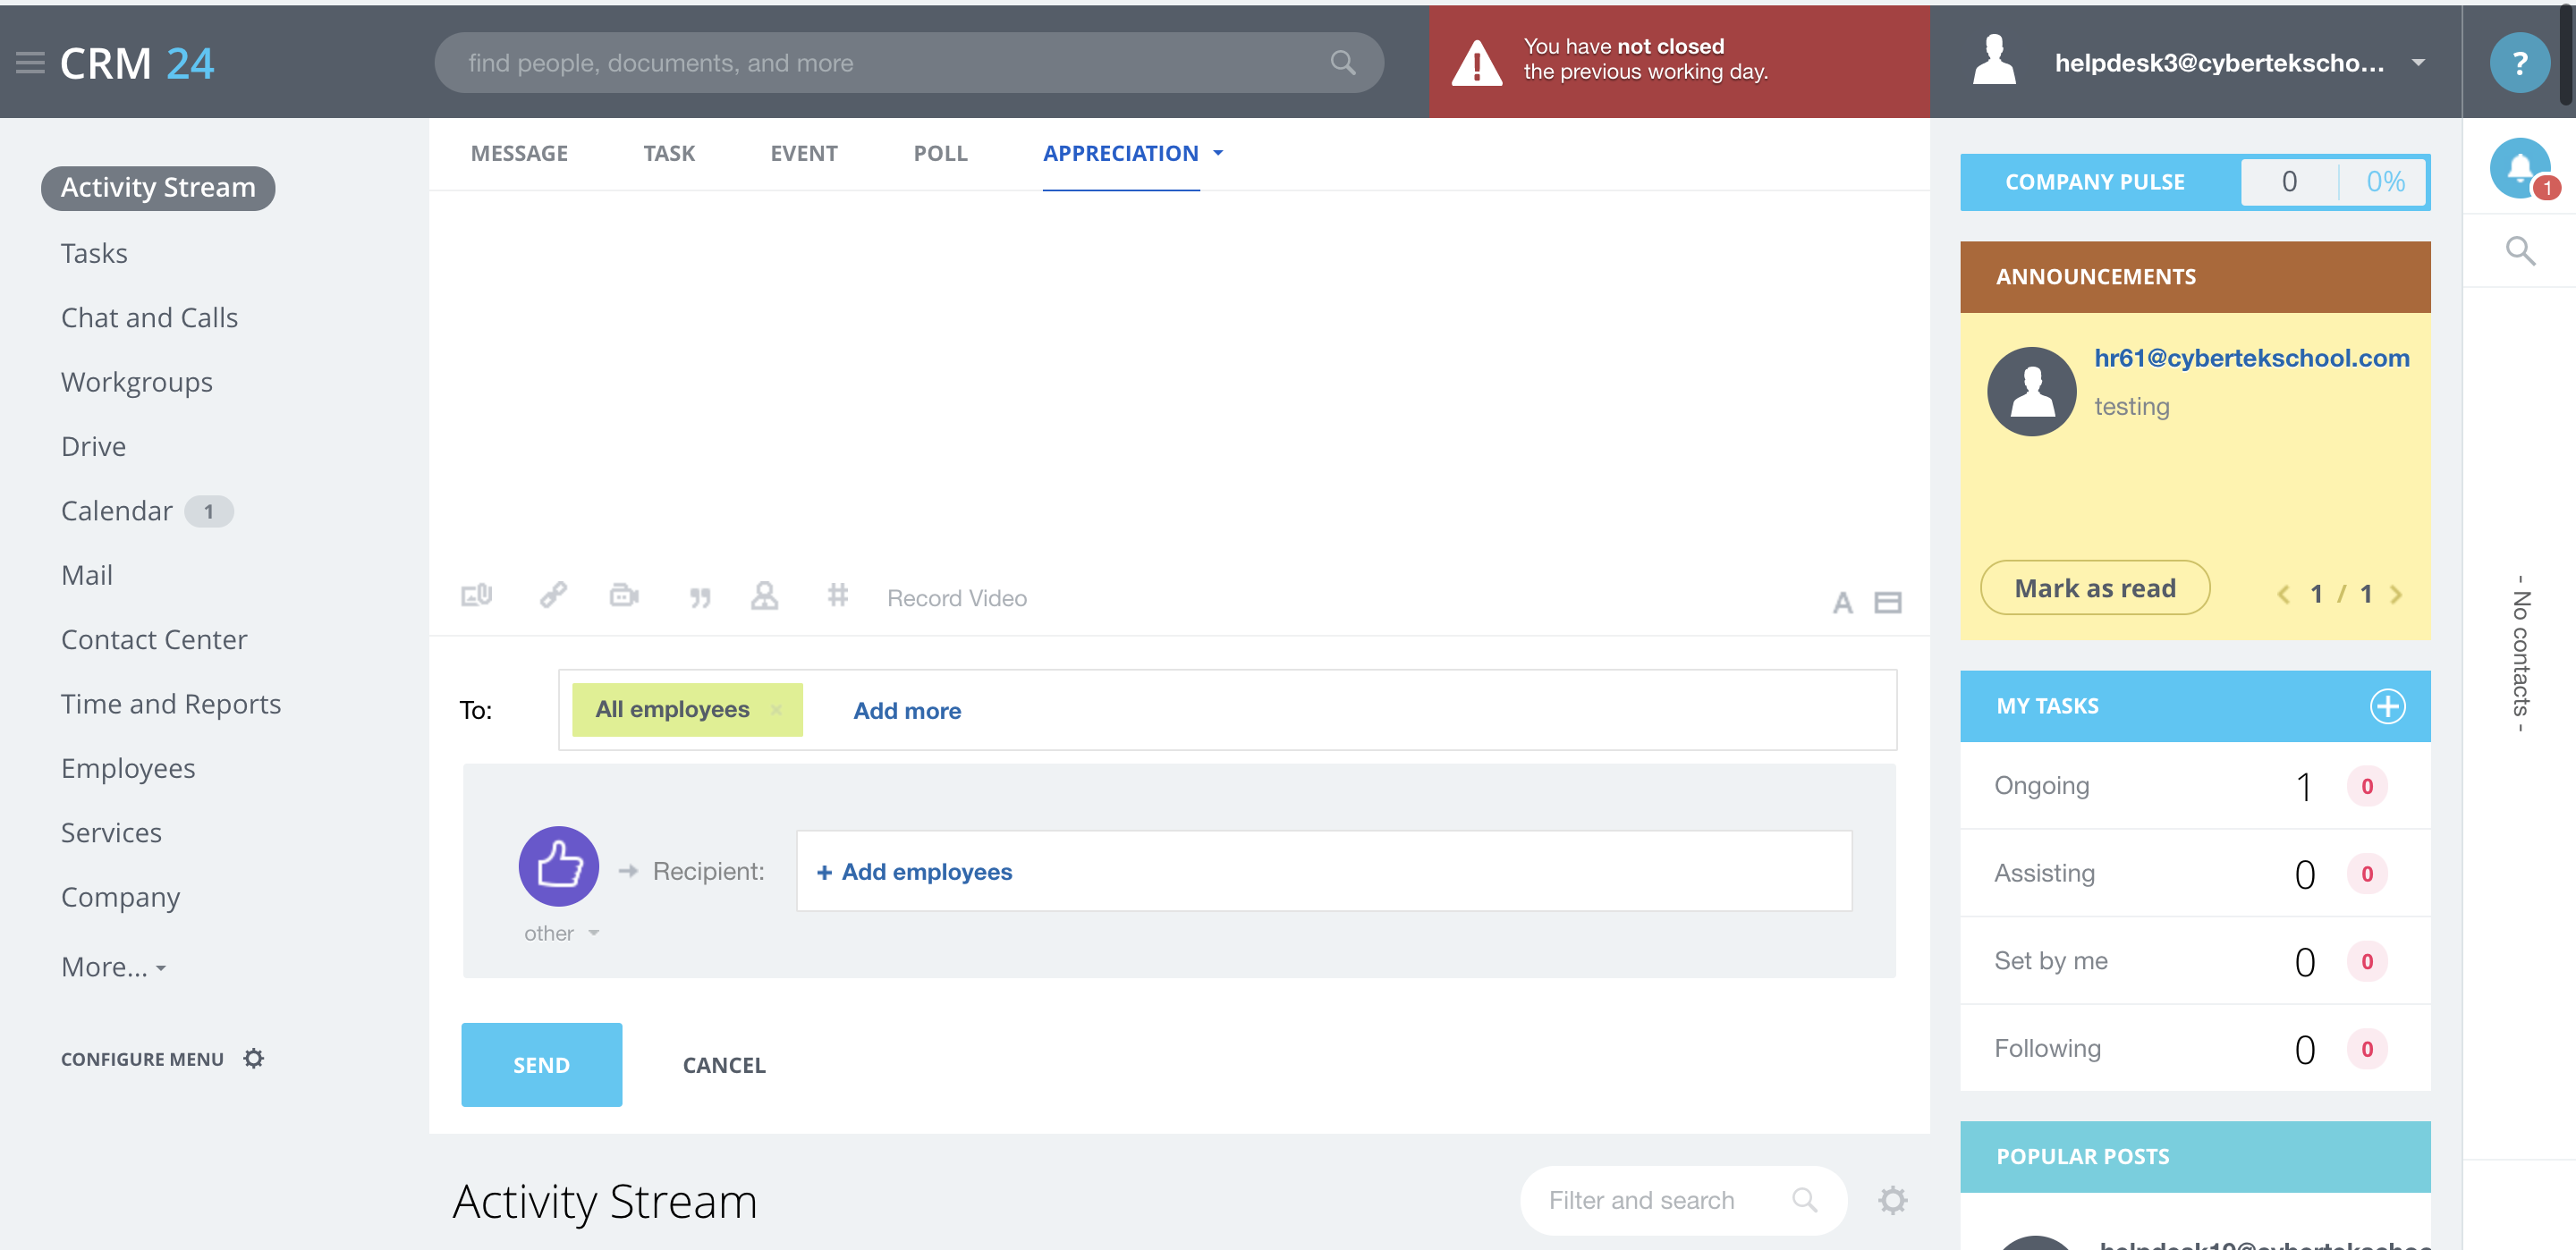 CRM 24
find people, documents, and more
You have not closed
the previous working day.
helpdesk3@cybertekscho...
?
Activity Stream
Tasks
Chat and Calls
Workgroups
Drive
Calendar 1
Mail
Contact Center
Time and Reports
Employees
Services
Company
More...
CONFIGURE MENU
MESSAGE TASK EVENT POLL APPRECIATION
Record Video
A
To: All employees × Add more
Recipient: + Add employees
other
SEND CANCEL
Activity Stream
Filter and search
COMPANY PULSE 0 0%
ANNOUNCEMENTS
hr61@cybertekschool.com
testing
Mark as read 1 / 1
MY TASKS
Ongoing 1 0
Assisting 0 0
Set by me 0 0
Following 0 0
POPULAR POSTS
1
- No contacts -